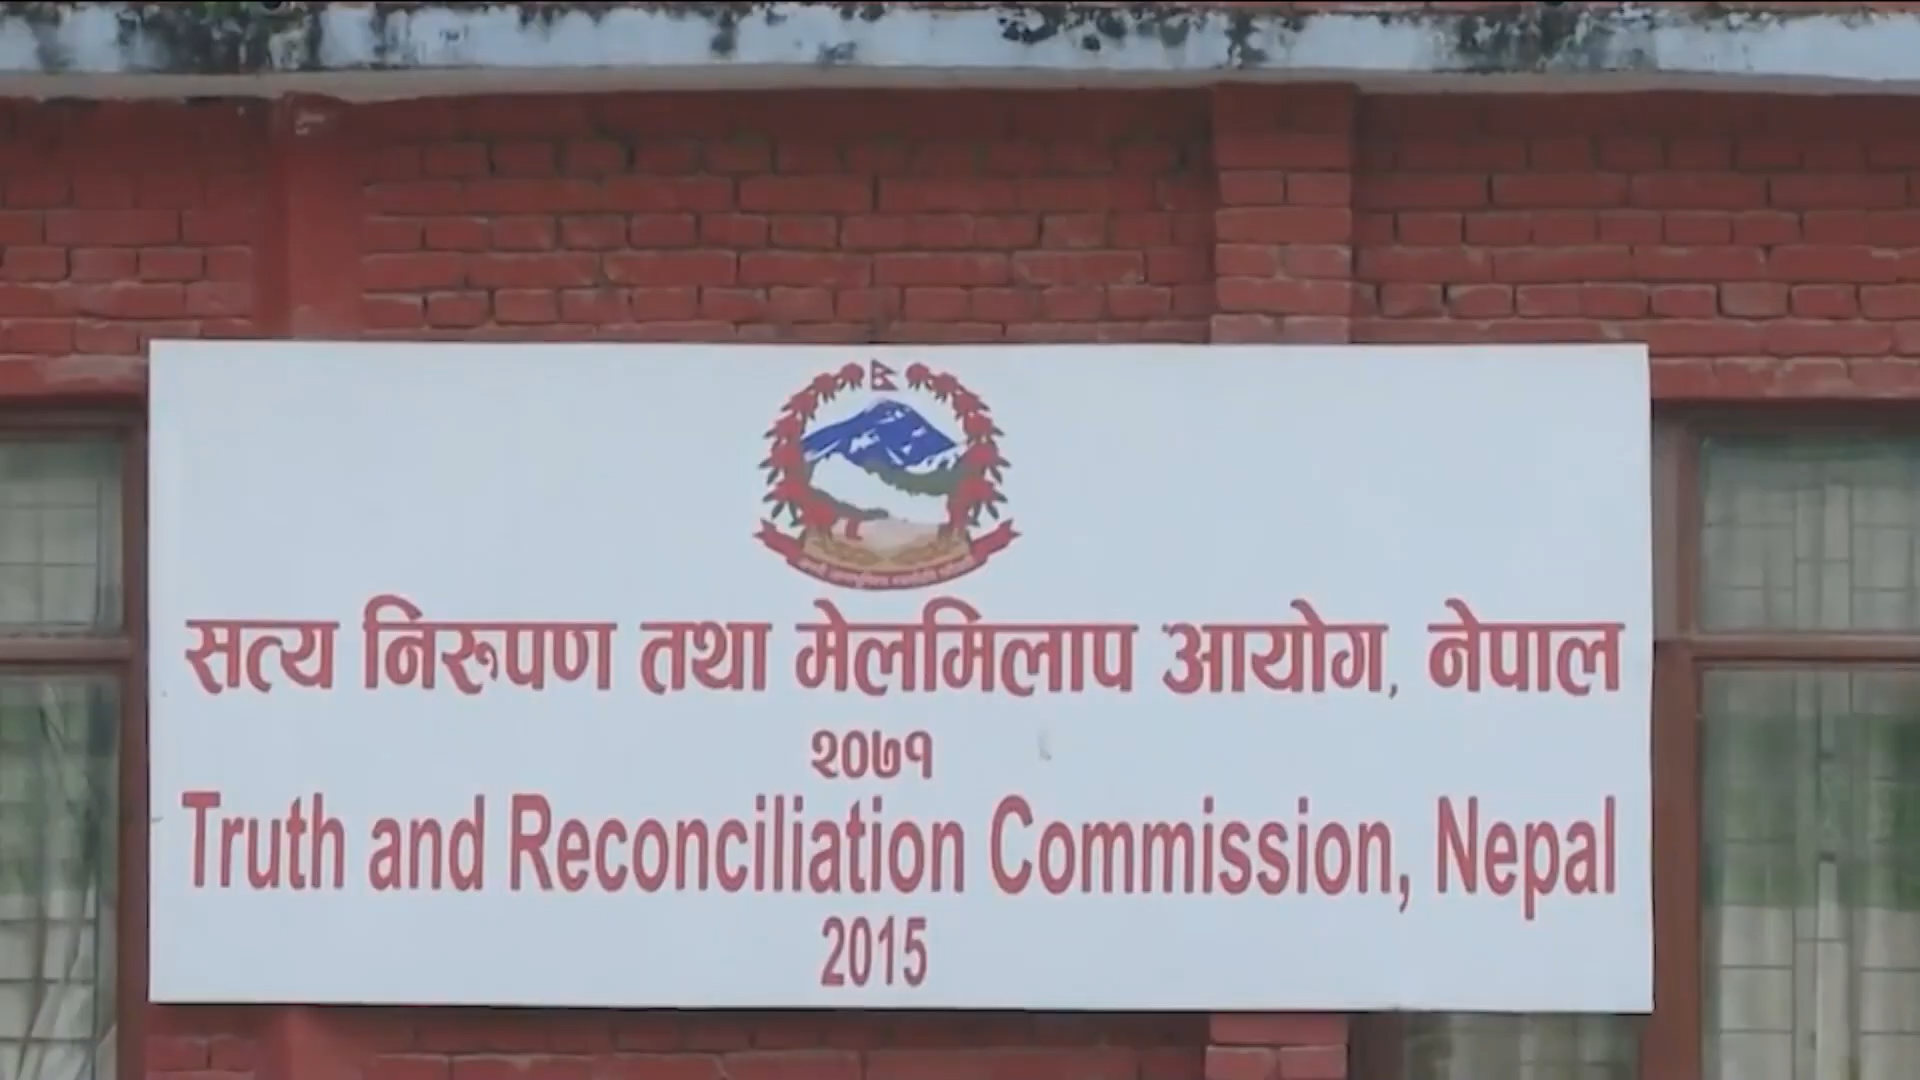 सत्य निरुपण तथा मेलमिलाप आयोग, नेपाल
२०७१
Truth and Reconciliation Commission, Nepal
2015